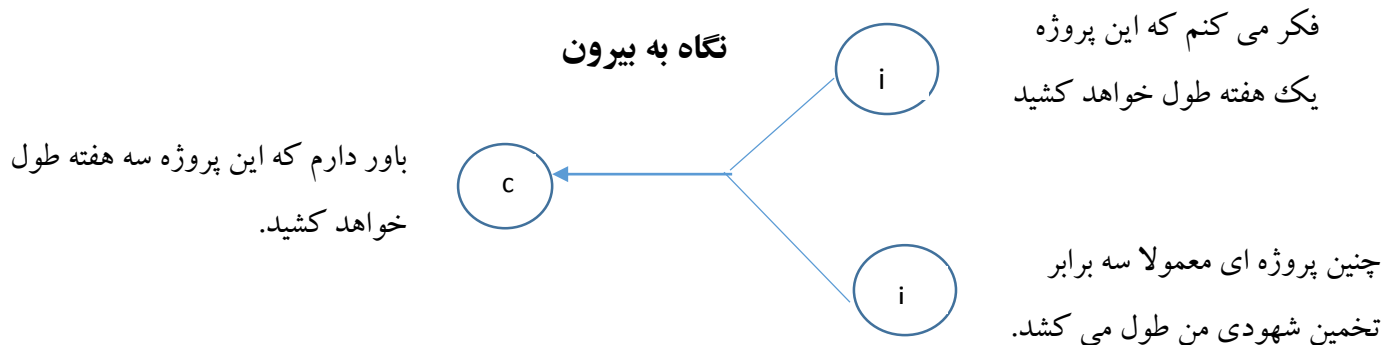 نگاه به بیرون
فکر می کنم که این پروژه
یک هفته طول خواهد کشید
i
باور دارم که این پروژه سه هفته طول
خواهد کشید.
c
چنین پروژه ای معمولا سه برابر
تخمین شهودی من طول می کشد.
i